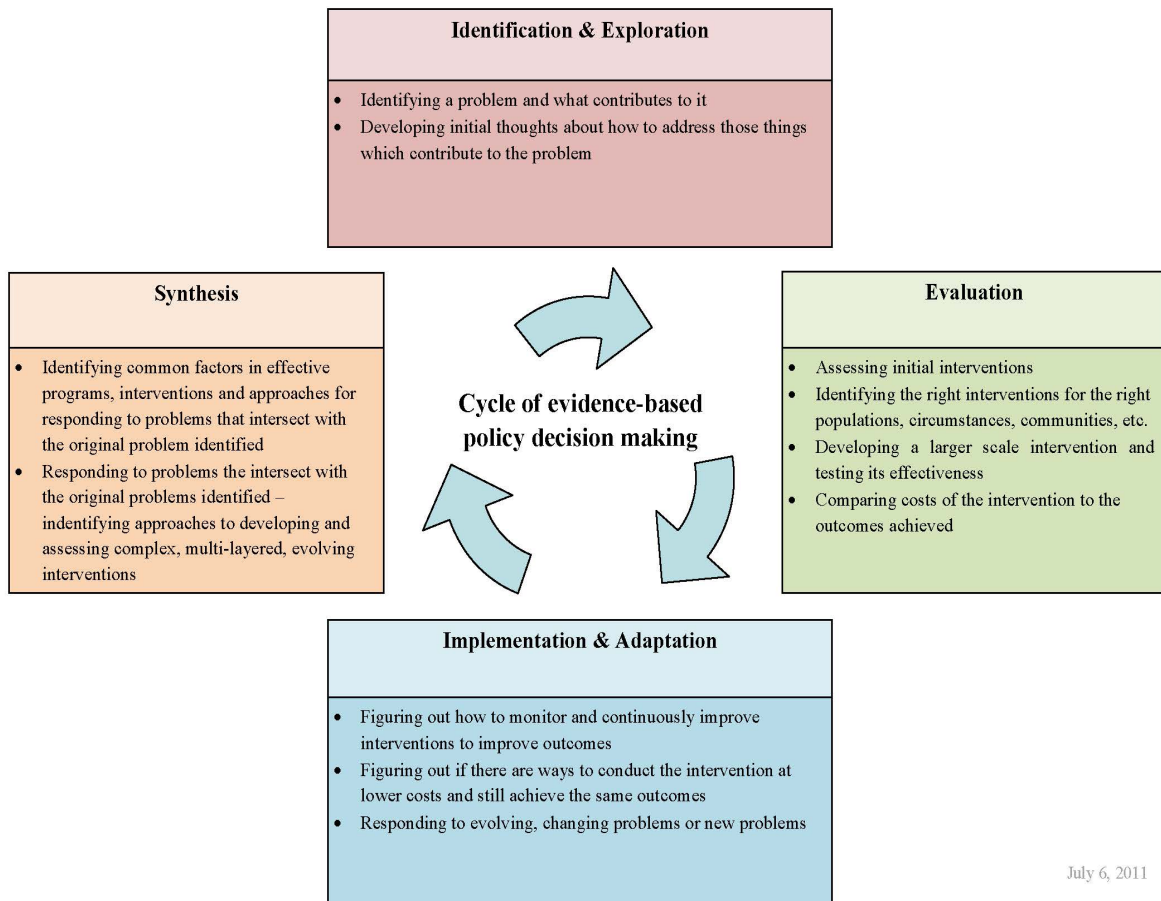 Identification & Exploration
• Identifying a problem and what contributes to it
• Developing initial thoughts about how to address those things
which contribute to the problem
Synthesis
• Identifying common factors in effective
programs, interventions and approaches for
responding to problems that intersect with
the original problem identified
• Responding to problems the intersect with
the original problems identified –
indentifying approaches to developing and
assessing complex, multi-layered, evolving
interventions
Cycle of evidence-based
policy decision making
Evaluation
• Assessing initial interventions
• Identifying the right interventions for the right
populations, circumstances, communities, etc.
• Developing a larger scale intervention and
testing its effectiveness
• Comparing costs of the intervention to the
outcomes achieved
Implementation & Adaptation
• Figuring out how to monitor and continuously improve
interventions to improve outcomes
• Figuring out if there are ways to conduct the intervention at
lower costs and still achieve the same outcomes
• Responding to evolving, changing problems or new problems
July 6, 2011